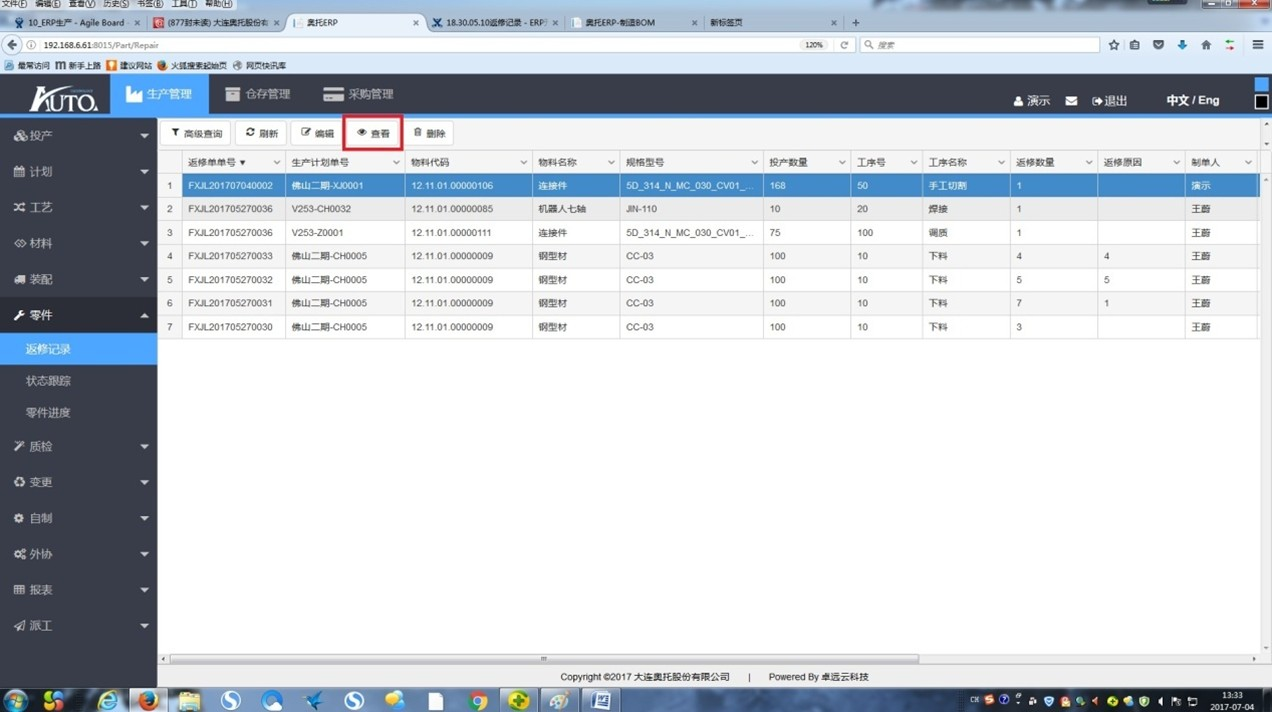 文件(F) 编辑(E) 查看(V) 历史(S) 书签(B) 工具(T) 帮助(H)
10_ERP生产 - Agile Board (877封未读) 大连奥托股份有 奥托ERP 18.30.05.10返修记录 - ERP 奥托ERP-制造BOM 新标签页
192.168.6.61:8015/Part/Repair 120% 搜索
最常访问 新手上路 建议网站 火狐搜索起始页 网页快讯库
AUTO. 生产管理 仓存管理 采购管理 演示 退出 中文 / Eng
投产
计划
工艺
材料
装配
零件
返修记录
状态跟踪
零件进度
质检
变更
自制
外协
报表
派工
高级查询 刷新 编辑 查看 删除
返修单单号 生产计划单号 物料代码 物料名称 规格型号 投产数量 工序号 工序名称 返修数量 返修原因 制单人
1 FXJL201707040002 佛山二期-XJ0001 12.11.01.00000106 连接件 5D_314_N_MC_030_CV01_... 168 50 手工切割 1 演示
2 FXJL201705270036 V253-CH0032 12.11.01.00000085 机器人七轴 JIN-110 10 20 焊接 1 王蔚
3 FXJL201705270036 V253-Z0001 12.11.01.00000111 连接件 5D_314_N_MC_030_CV01_... 75 100 调质 1 王蔚
4 FXJL201705270033 佛山二期-CH0005 12.11.01.00000009 钢型材 CC-03 100 10 下料 4 4 王蔚
5 FXJL201705270032 佛山二期-CH0005 12.11.01.00000009 钢型材 CC-03 100 10 下料 5 5 王蔚
6 FXJL201705270031 佛山二期-CH0005 12.11.01.00000009 钢型材 CC-03 100 10 下料 7 1 王蔚
7 FXJL201705270030 佛山二期-CH0005 12.11.01.00000009 钢型材 CC-03 100 10 下料 3 王蔚
Copyright ©2017 大连奥托股份有限公司 | Powered By 卓远云科技
CH 13:33
2017-07-04